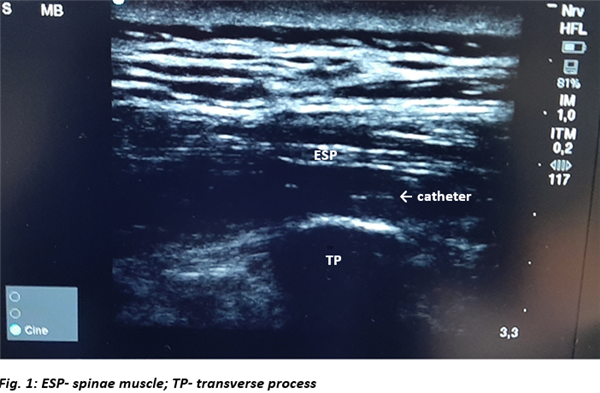 S MB
Nrv
HFL
81%
IM
1,0
ITM
0,2
117
ESP
← catheter
TP
Cine
3,3
Fig. 1: ESP- spinae muscle; TP- transverse process